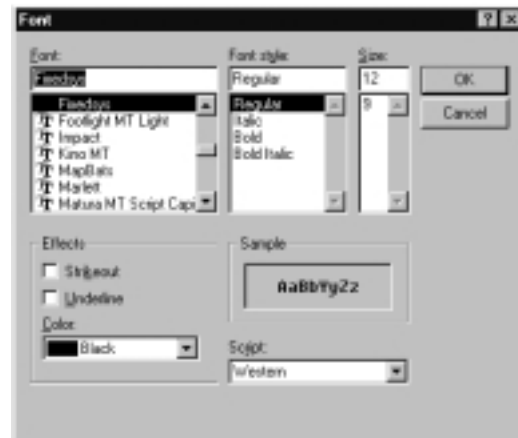 Font
Font: Font style: Size:
Fixedsys Regular 12 OK
Fixedsys Regular 9 Cancel
Footlight MT Light Italic
Impact Bold
Kino MT Bold Italic
MapBats
Marlett
Matura MT Script Capi
Effects Sample
Strikeout AaBbYyZz
Underline
Color:
Black Script:
Western